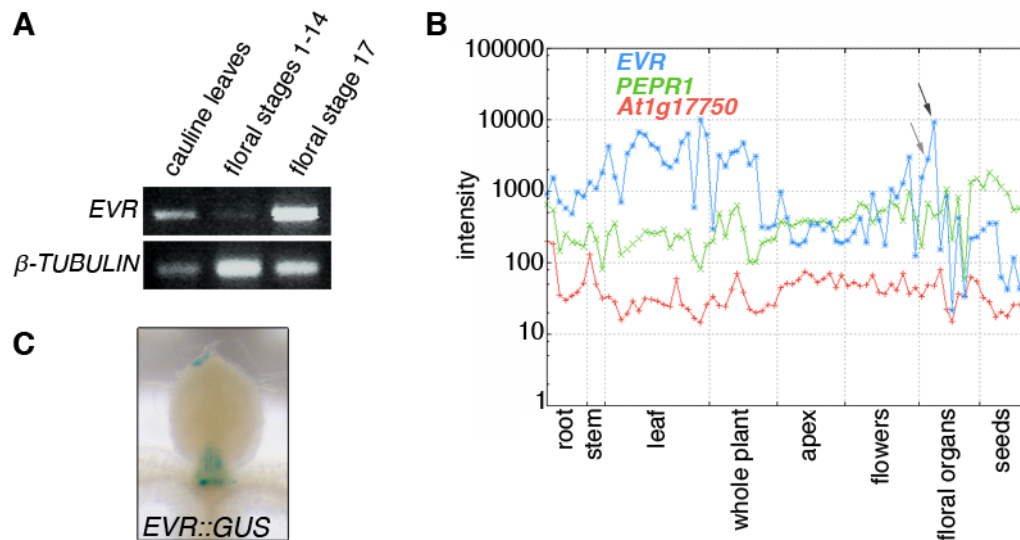 A
cauline leaves
floral stages 1-14
floral stage 17
EVR
β-TUBULIN
B
100000
10000
1000
100
10
1
intensity
EVR
PEPR1
At1g17750
root
stem
leaf
whole plant
apex
flowers
floral organs
seeds
C
EVR::GUS